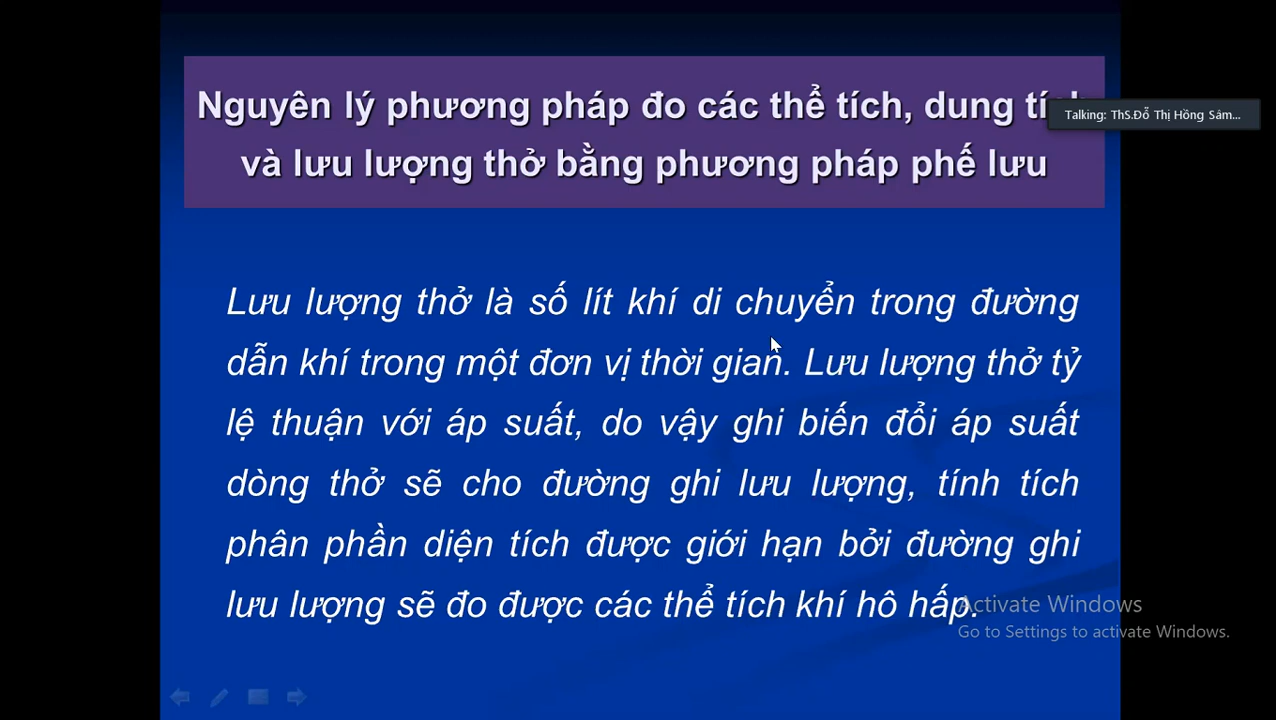 Nguyên lý phương pháp đo các thể tích, dung tích
Talking: ThS.Đỗ Thị Hồng Sâm...
và lưu lượng thở bằng phương pháp phế lưu
Lưu lượng thở là số lít khí di chuyển trong đường
dẫn khí trong một đơn vị thời gian. Lưu lượng thở tỷ
lệ thuận với áp suất, do vậy ghi biến đổi áp suất
dòng thở sẽ cho đường ghi lưu lượng, tính tích
phân phần diện tích được giới hạn bởi đường ghi
lưu lượng sẽ đo được các thể tích khí hô hấp.
Activate Windows
Go to Settings to activate Windows.